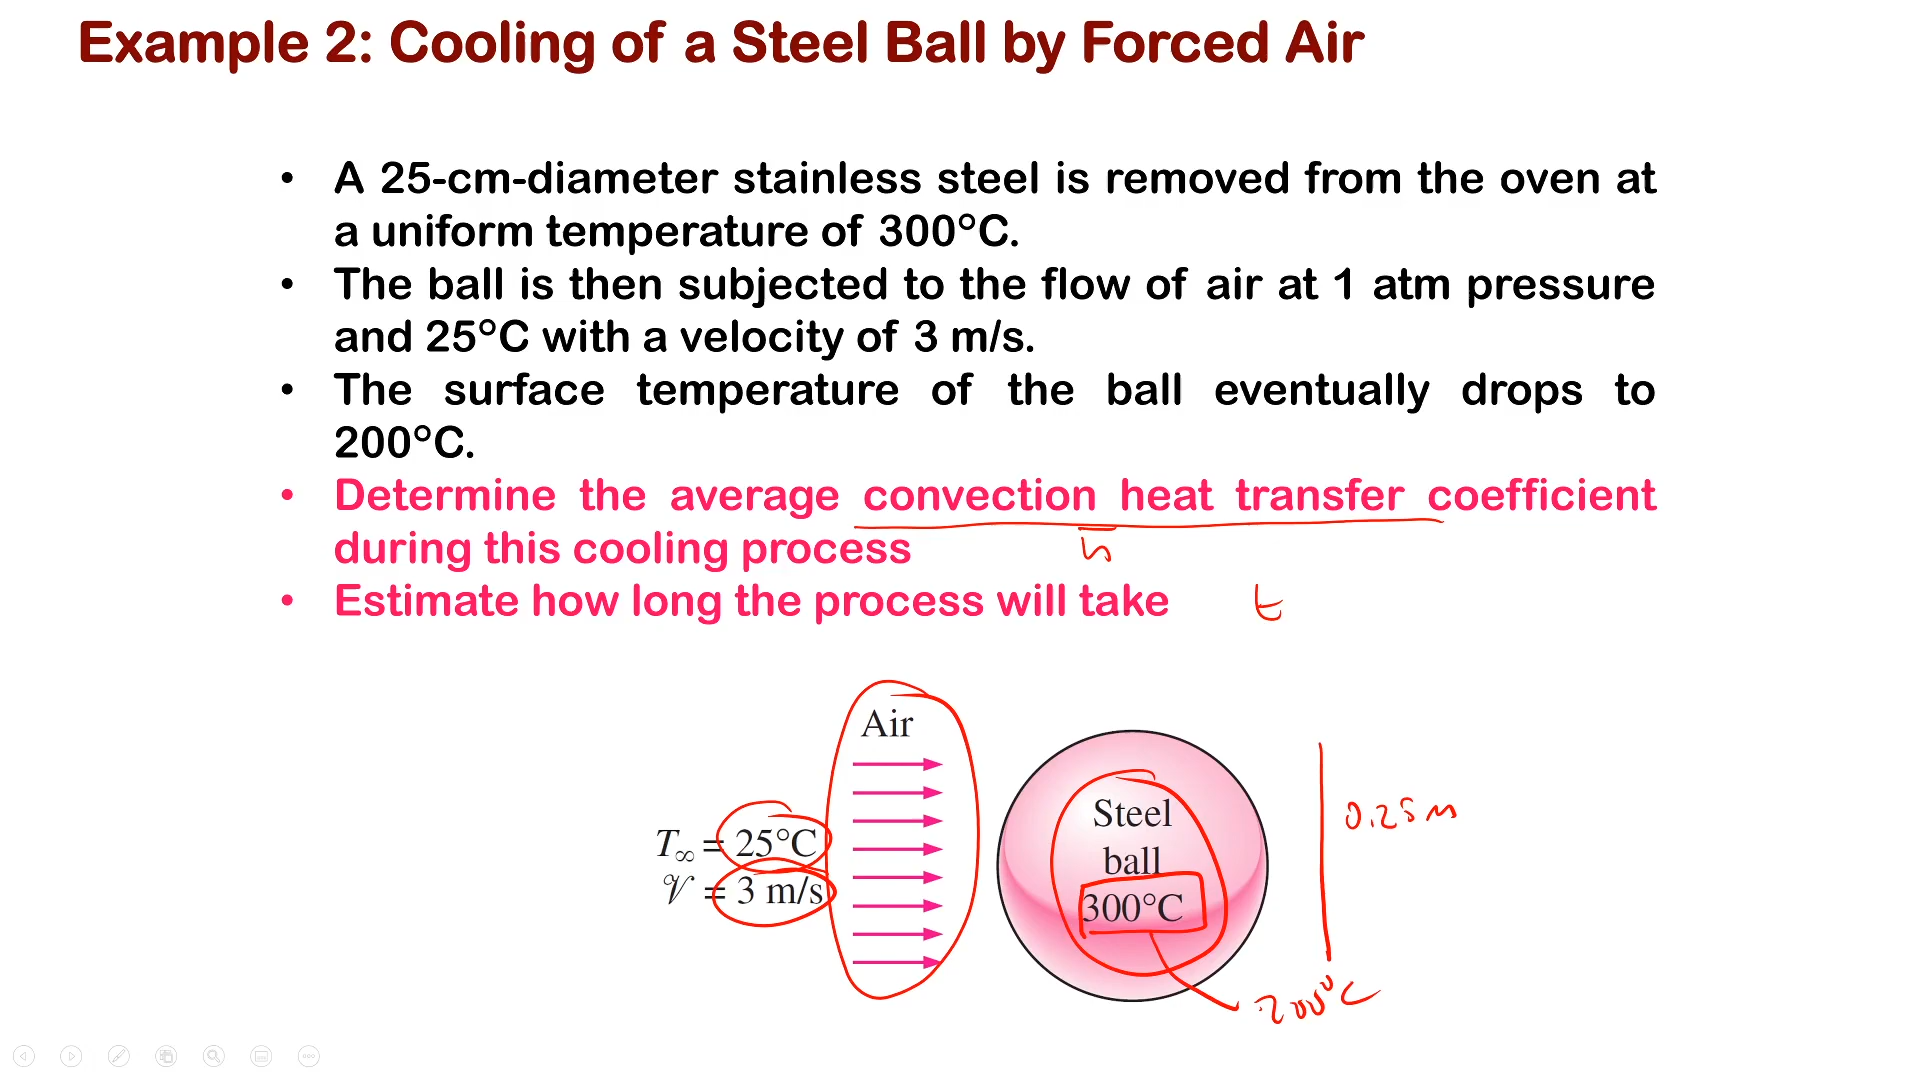 Example 2: Cooling of a Steel Ball by Forced Air
• A 25-cm-diameter stainless steel is removed from the oven at
a uniform temperature of 300°C.
• The ball is then subjected to the flow of air at 1 atm pressure
and 25°C with a velocity of 3 m/s.
• The surface temperature of the ball eventually drops to
200°C.
• Determine the average convection heat transfer coefficient
during this cooling process
h̅
• Estimate how long the process will take
t
Air
T∞ = 25°C
𝒱 = 3 m/s
Steel
ball
300°C
0.25 m
200°C